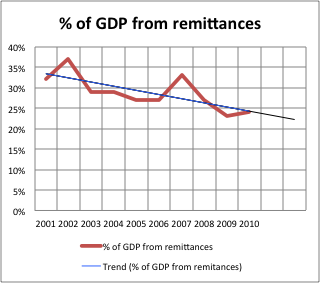 % of GDP from remittances
40%
35%
30%
25%
20%
15%
10%
5%
0%
2001 2002 2003 2004 2005 2006 2007 2008 2009 2010
% of GDP from remittances
Trend (% of GDP from remitances)